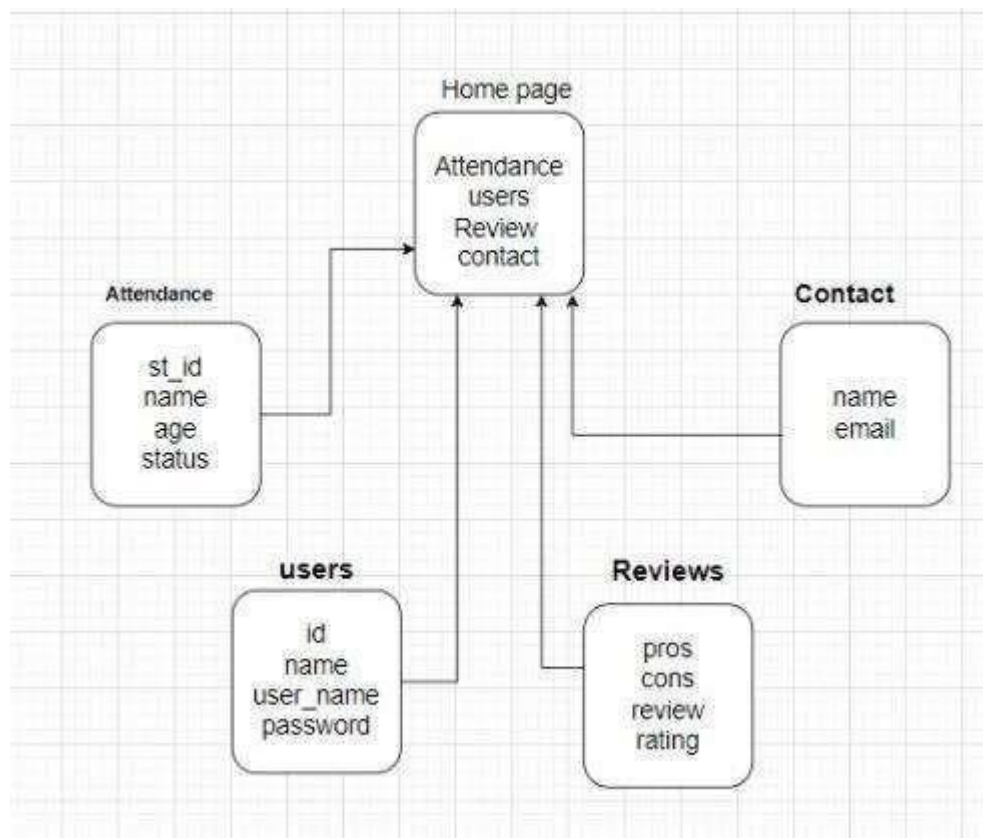 Home page
Attendance
users
Review
contact
Attendance
st_id
name
age
status
Contact
name
email
users
id
name
user_name
password
Reviews
pros
cons
review
rating